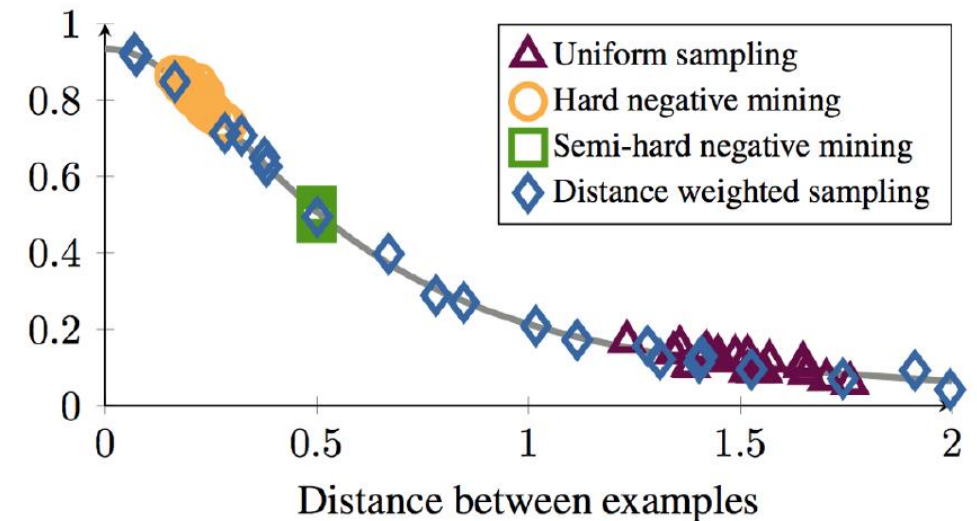 1
0.8
0.6
0.4
0.2
0
0 0.5 1 1.5 2
Distance between examples
Uniform sampling
Hard negative mining
Semi-hard negative mining
Distance weighted sampling